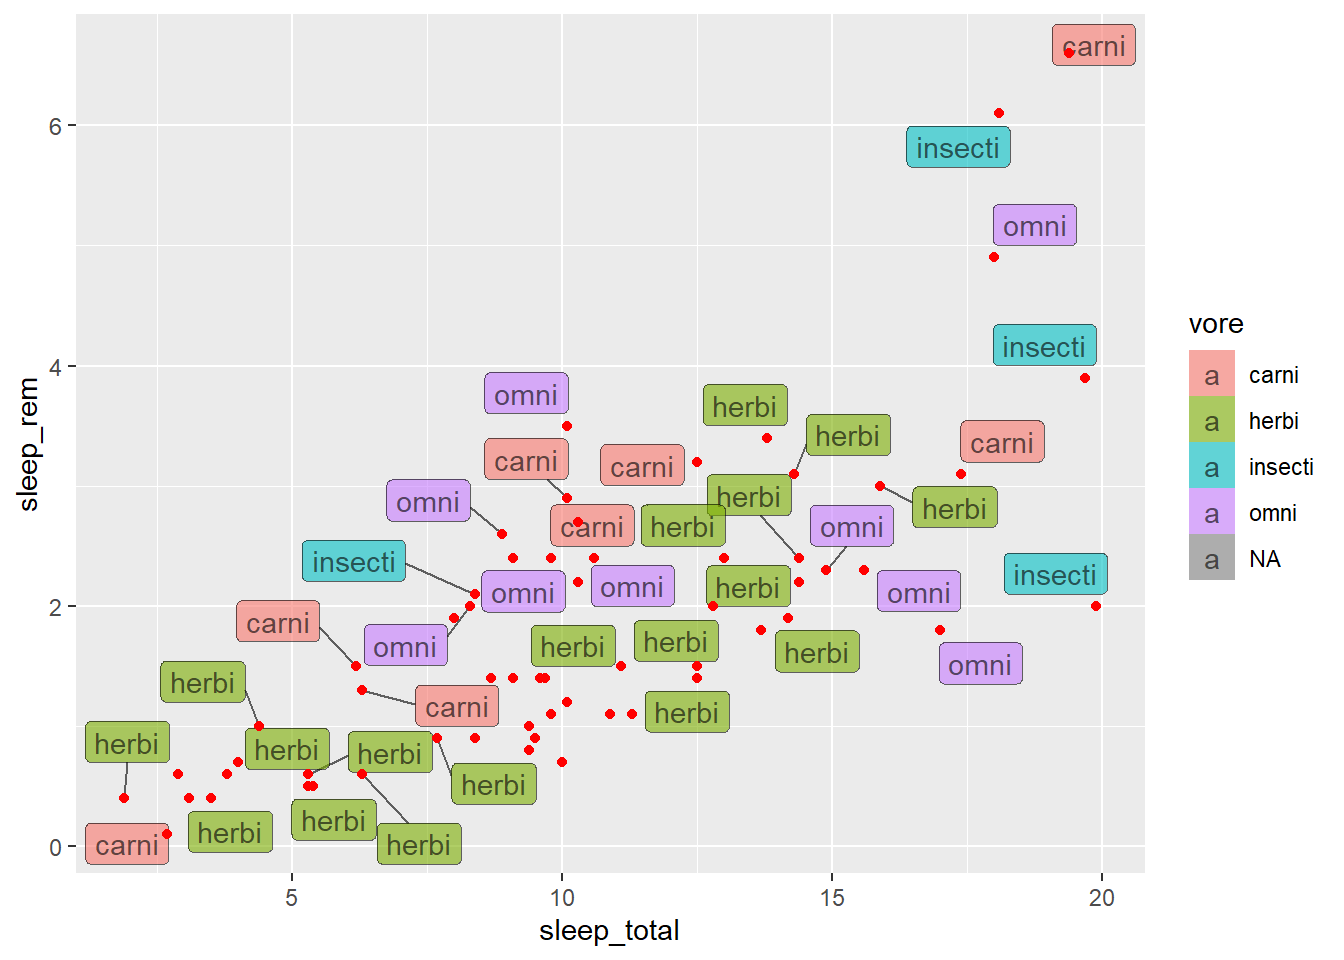 carni
insecti
omni
insecti
omni
herbi
herbi
carni
carni
carni
omni
herbi
herbi
carni
herbi
omni
insecti
insecti
omni
omni
herbi
omni
carni
omni
herbi
herbi
herbi
omni
herbi
carni
herbi
herbi
herbi
herbi
herbi
carni
herbi
herbi
herbi
0
2
4
6
5
10
15
20
sleep_total
sleep_rem
vore
a carni
a herbi
a insecti
a omni
a NA